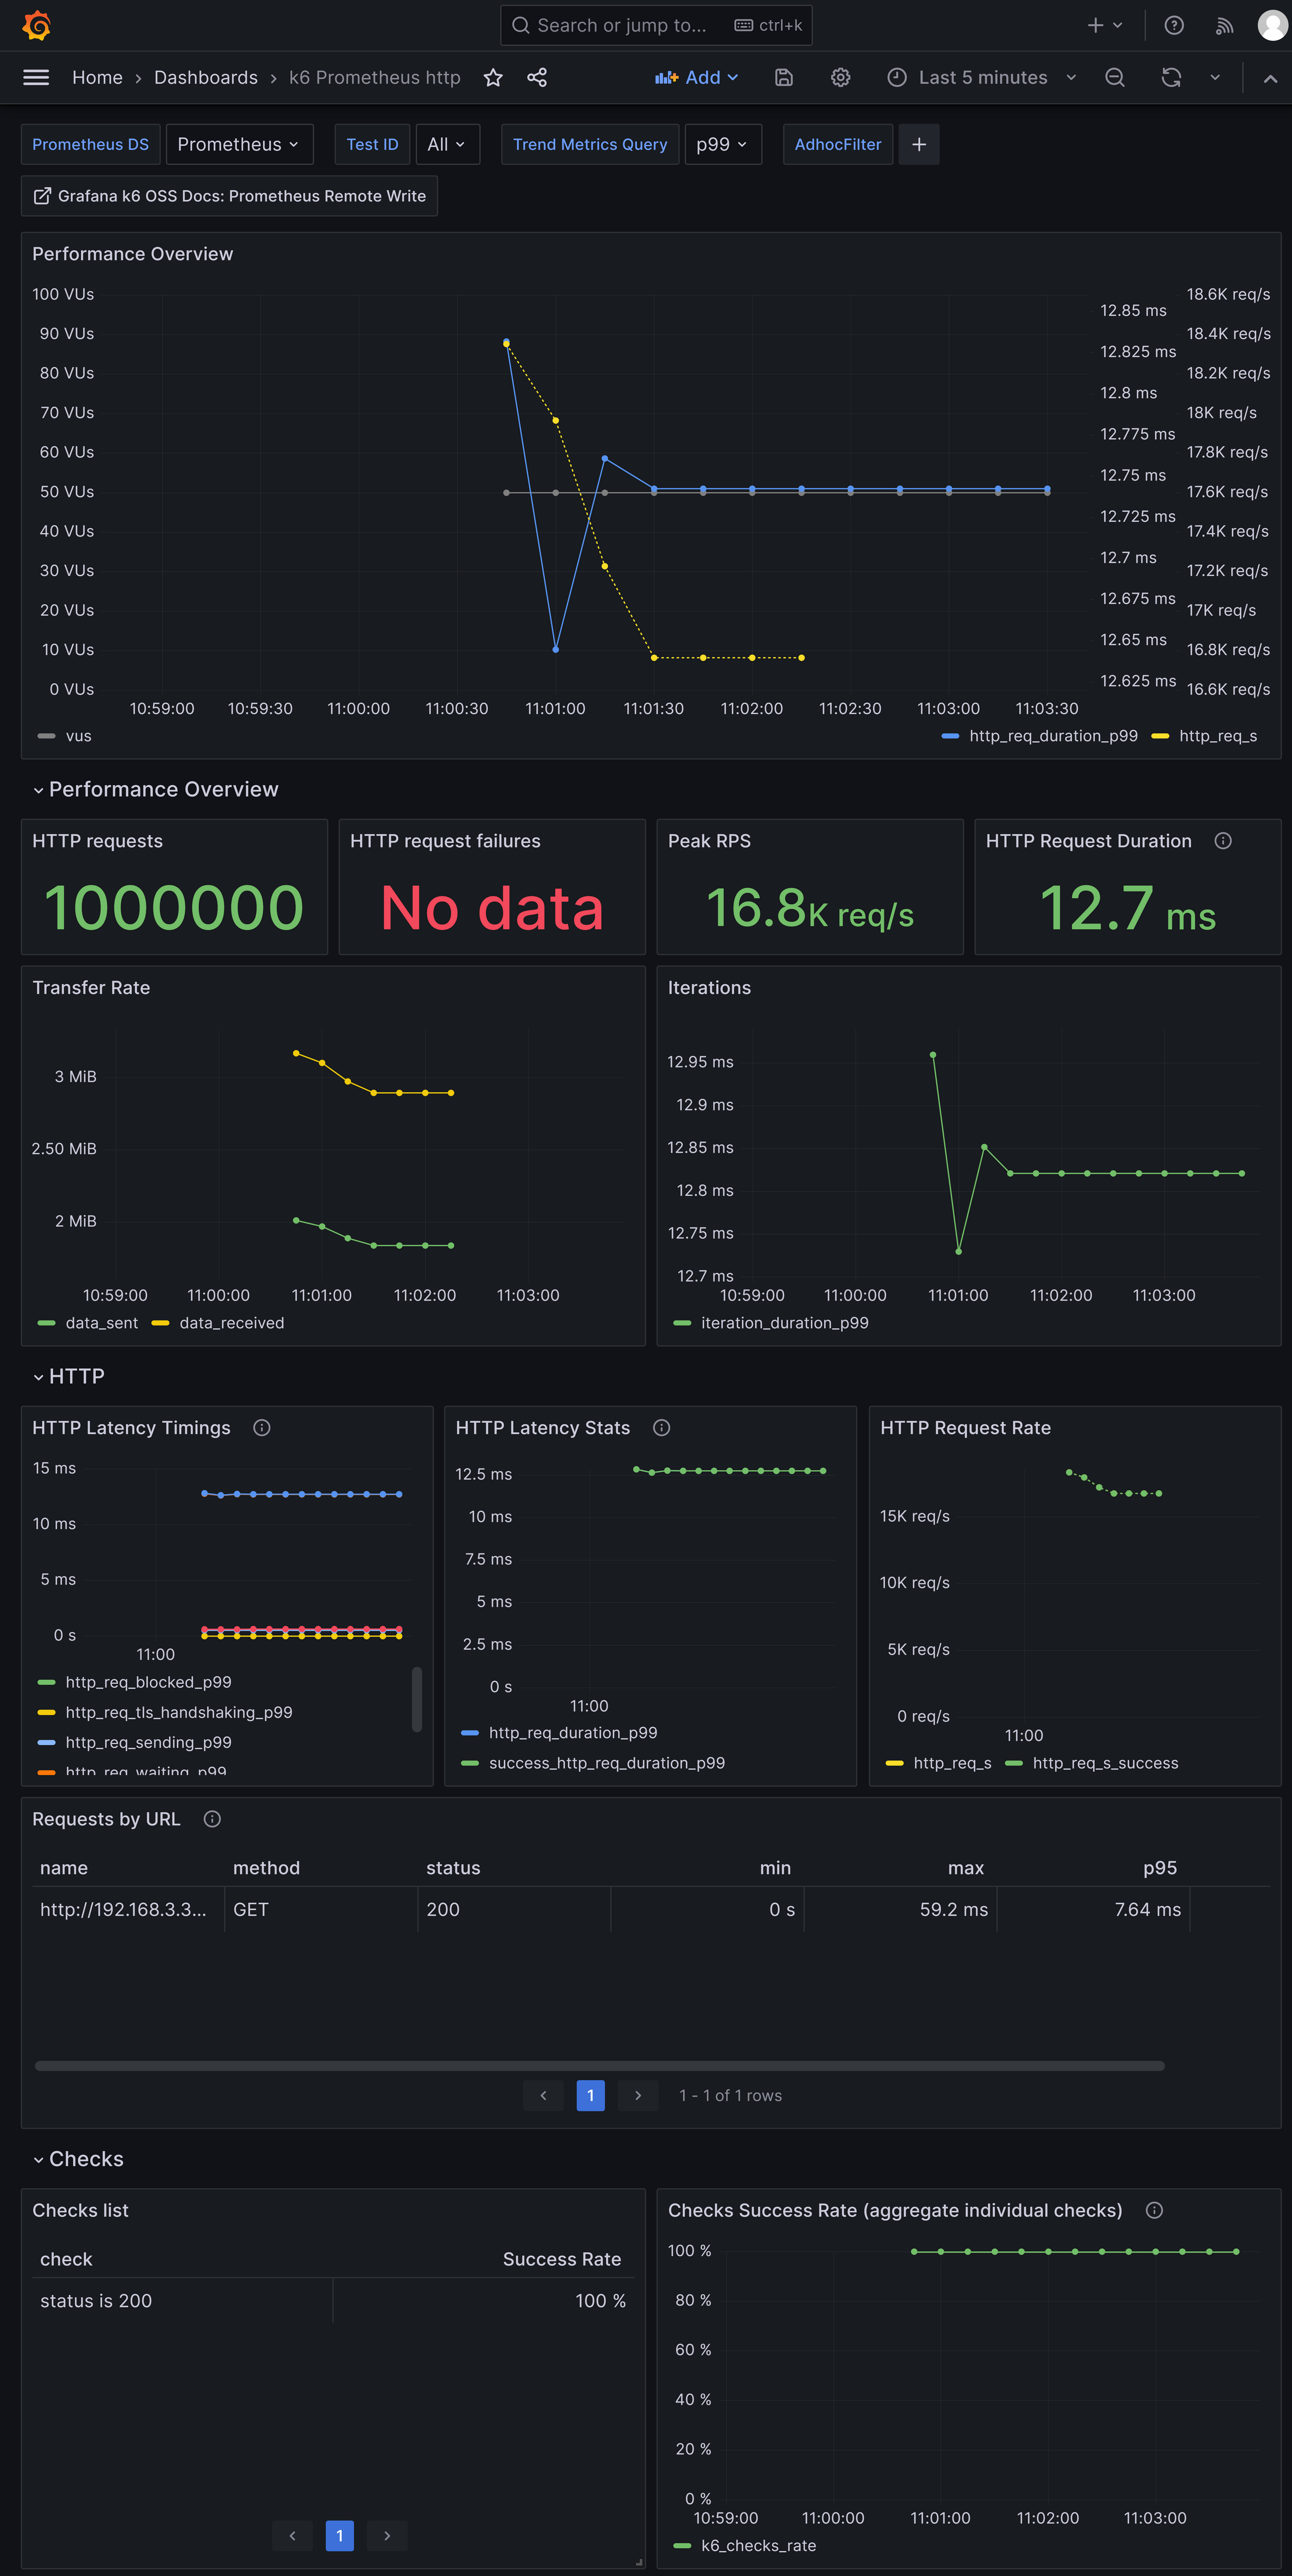 Search or jump to... ctrl+k
Home › Dashboards › k6 Prometheus http Add Last 5 minutes
Prometheus DS Prometheus Test ID All Trend Metrics Query p99 AdhocFilter +
Grafana k6 OSS Docs: Prometheus Remote Write
Performance Overview
100 VUs
90 VUs
80 VUs
70 VUs
60 VUs
50 VUs
40 VUs
30 VUs
20 VUs
10 VUs
0 VUs
12.85 ms
12.825 ms
12.8 ms
12.775 ms
12.75 ms
12.725 ms
12.7 ms
12.675 ms
12.65 ms
12.625 ms
18.6K req/s
18.4K req/s
18.2K req/s
18K req/s
17.8K req/s
17.6K req/s
17.4K req/s
17.2K req/s
17K req/s
16.8K req/s
16.6K req/s
10:59:00 10:59:30 11:00:00 11:00:30 11:01:00 11:01:30 11:02:00 11:02:30 11:03:00 11:03:30
vus http_req_duration_p99 http_req_s
Performance Overview
HTTP requests
1000000
HTTP request failures
No data
Peak RPS
16.8K req/s
HTTP Request Duration
12.7 ms
Transfer Rate
3 MiB
2.50 MiB
2 MiB
10:59:00 11:00:00 11:01:00 11:02:00 11:03:00
data_sent data_received
Iterations
12.95 ms
12.9 ms
12.85 ms
12.8 ms
12.75 ms
12.7 ms
10:59:00 11:00:00 11:01:00 11:02:00 11:03:00
iteration_duration_p99
HTTP
HTTP Latency Timings
15 ms
10 ms
5 ms
0 s
11:00
http_req_blocked_p99
http_req_tls_handshaking_p99
http_req_sending_p99
http_req_waiting_p99
HTTP Latency Stats
12.5 ms
10 ms
7.5 ms
5 ms
2.5 ms
0 s
11:00
http_req_duration_p99
success_http_req_duration_p99
HTTP Request Rate
15K req/s
10K req/s
5K req/s
0 req/s
11:00
http_req_s http_req_s_success
Requests by URL
name method status min max p95
http://192.168.3.3... GET 200 0 s 59.2 ms 7.64 ms
1
1 - 1 of 1 rows
Checks
Checks list
check Success Rate
status is 200 100 %
1
Checks Success Rate (aggregate individual checks)
100 %
80 %
60 %
40 %
20 %
0 %
10:59:00 11:00:00 11:01:00 11:02:00 11:03:00
k6_checks_rate